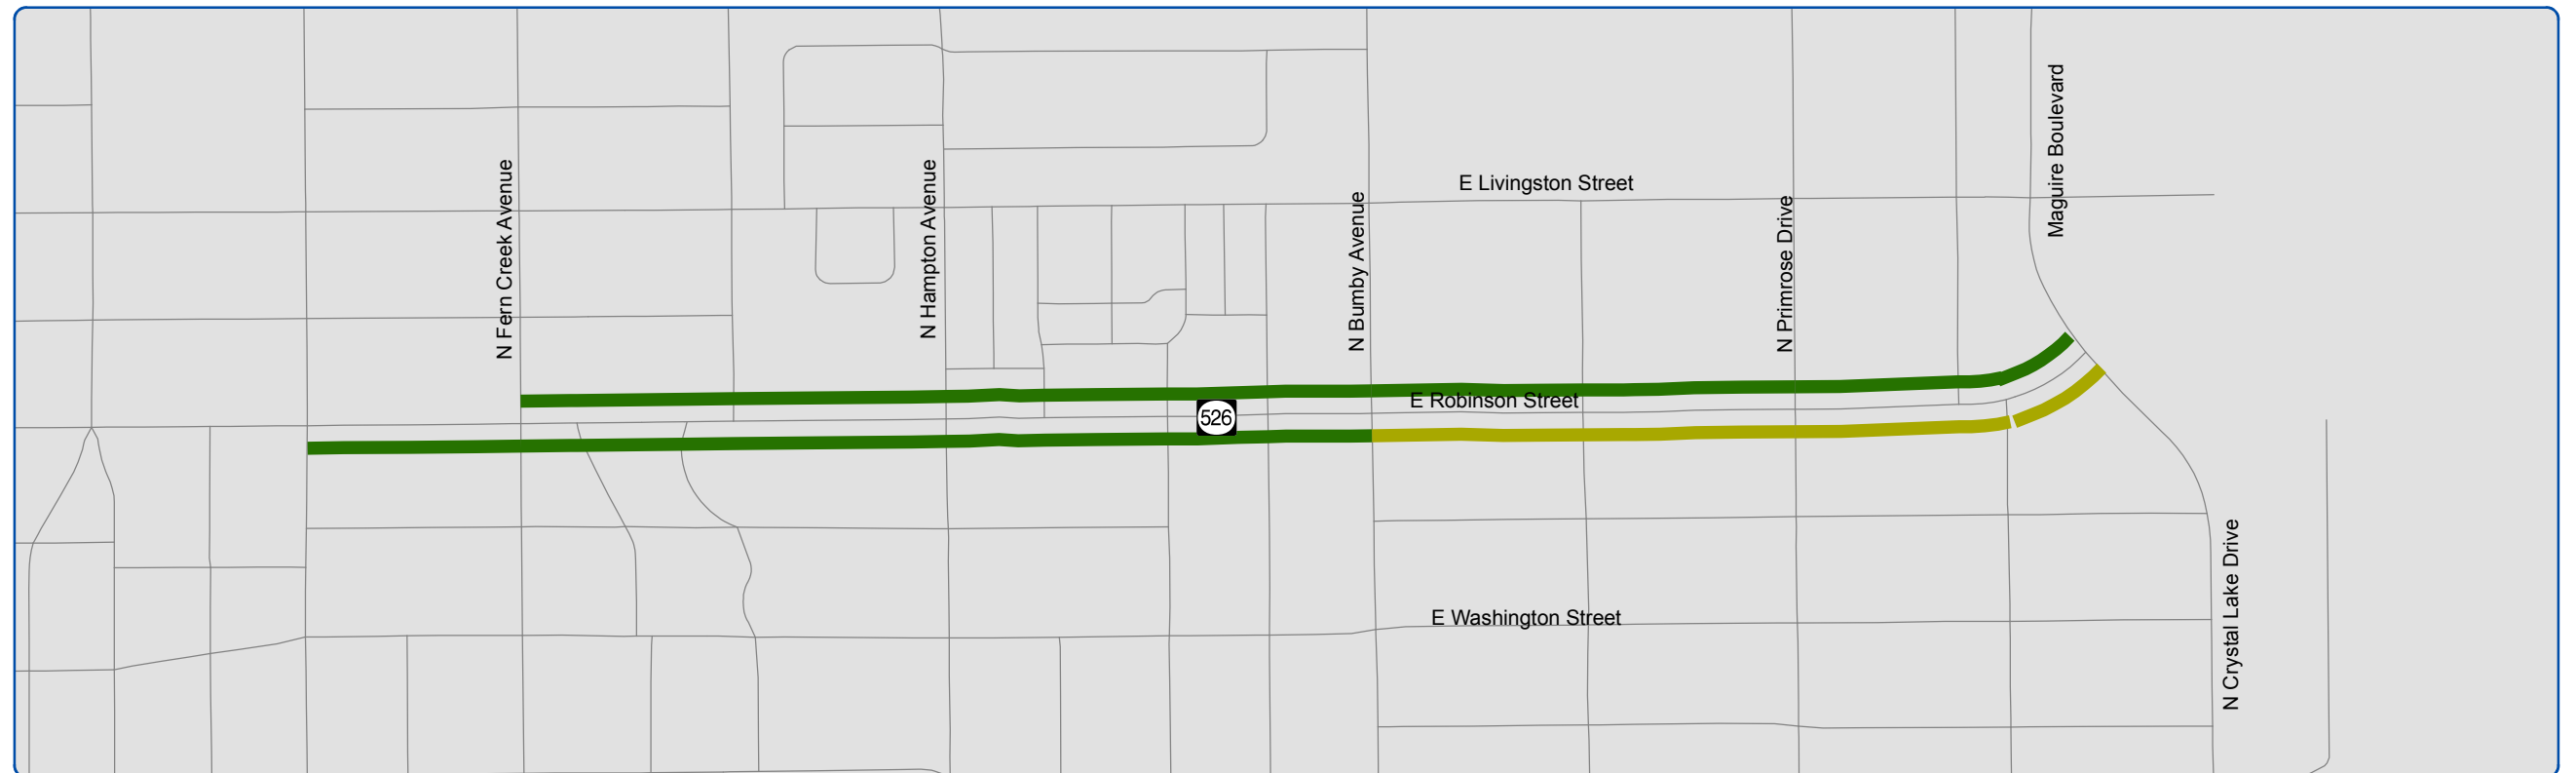 Maguire Boulevard
N Fern Creek Avenue
N Hampton Avenue
E Livingston Street
N Bumby Avenue
N Primrose Drive
E Robinson Street
526
N Crystal Lake Drive
E Washington Street